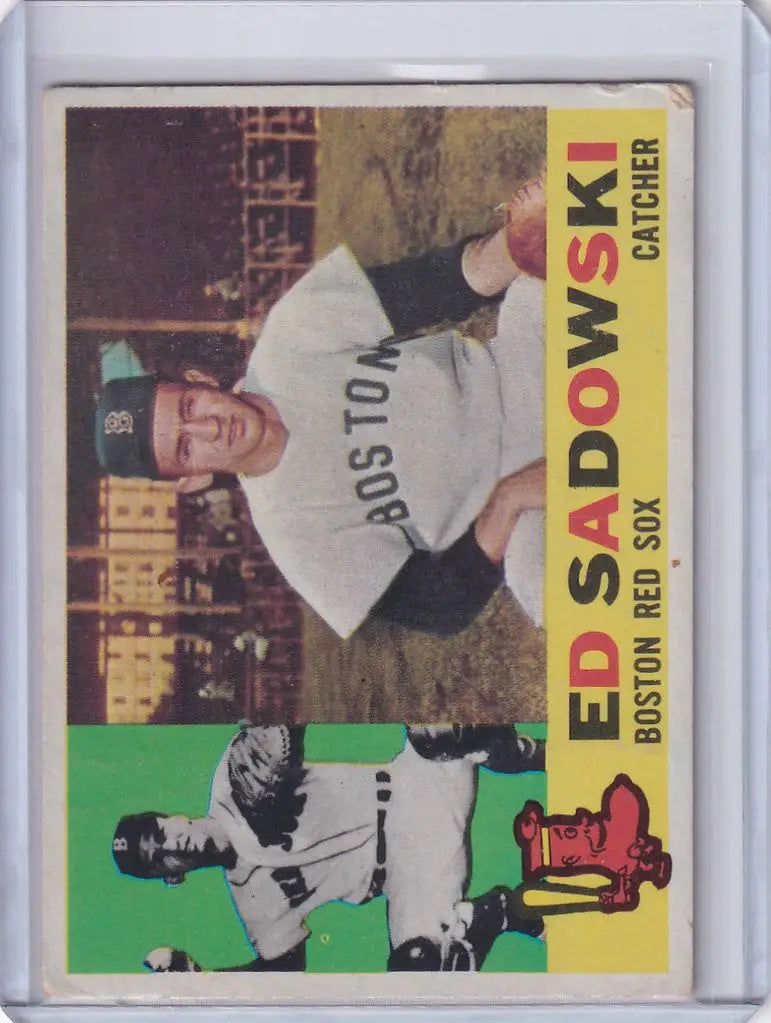 BOSTON
B
ED SADOWSKI
BOSTON RED SOX CATCHER